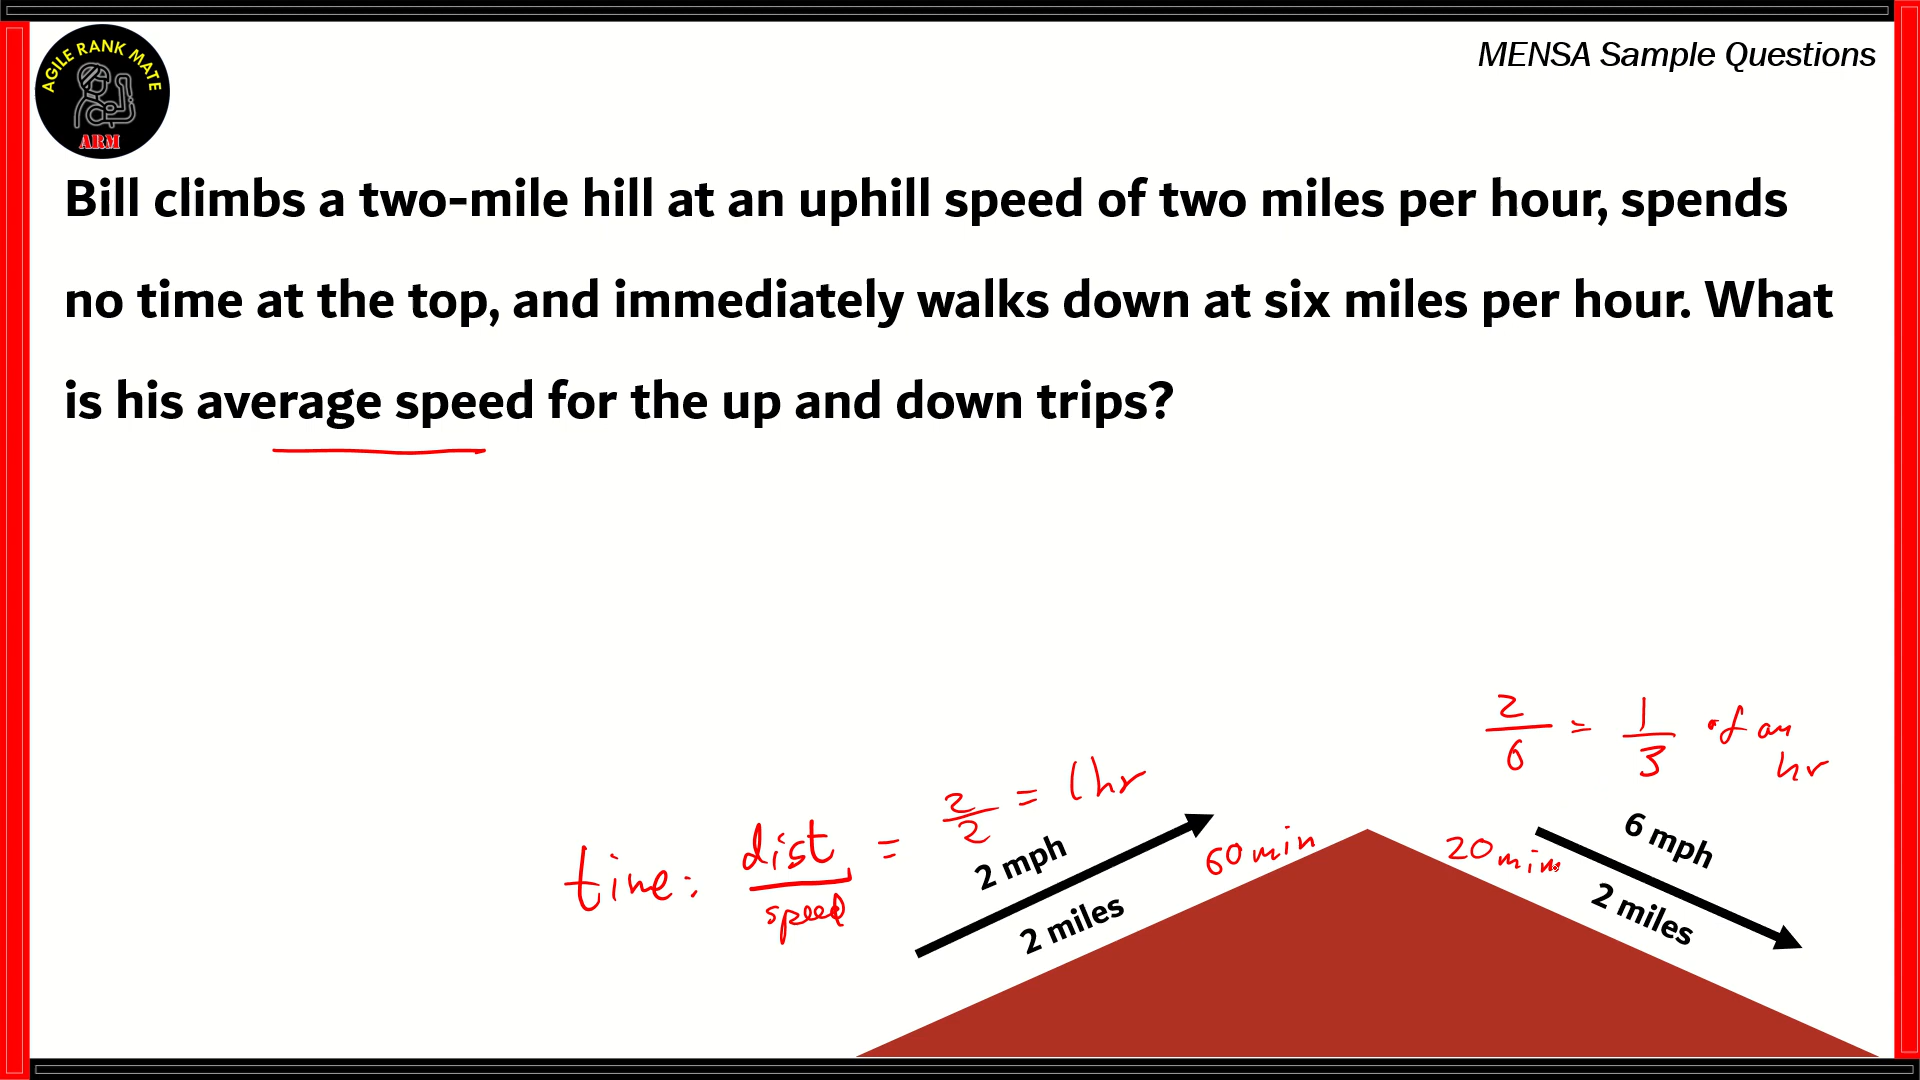 AGILE RANK MATE
ARM
MENSA Sample Questions
Bill climbs a two-mile hill at an uphill speed of two miles per hour, spends
no time at the top, and immediately walks down at six miles per hour. What
is his average speed for the up and down trips?
2/6 = 1/3 of an hr
time: dist/speed = 2/2 = 1hr
2 mph
2 miles
60 min
20 min
6 mph
2 miles